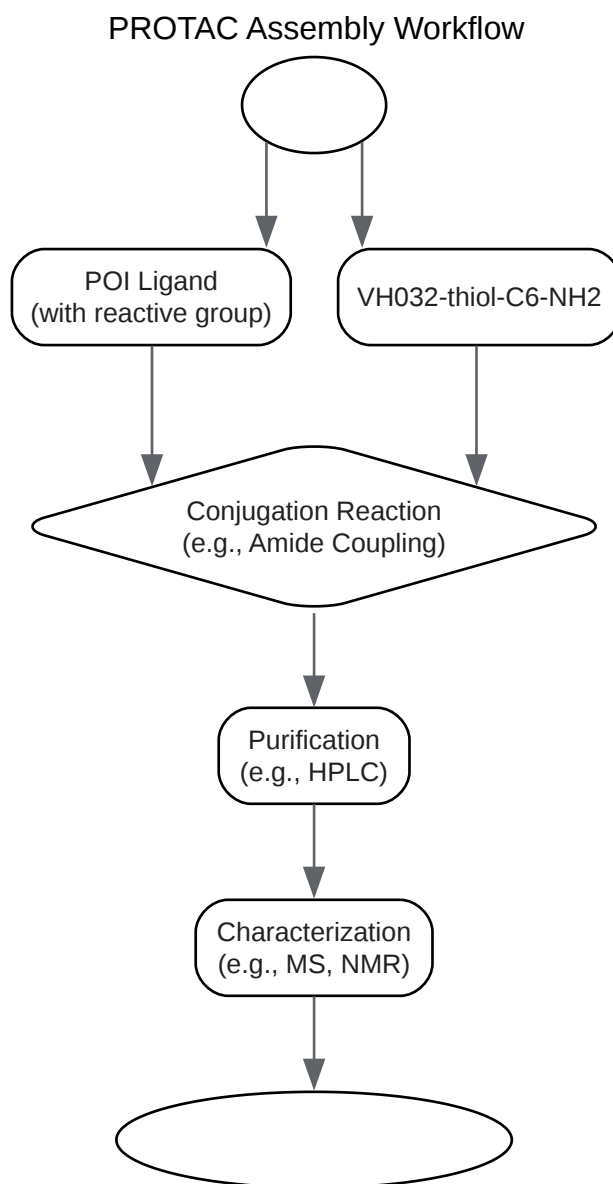 PROTAC Assembly Workflow
POI Ligand
(with reactive group)
VH032-thiol-C6-NH2
Conjugation Reaction
(e.g., Amide Coupling)
Purification
(e.g., HPLC)
Characterization
(e.g., MS, NMR)